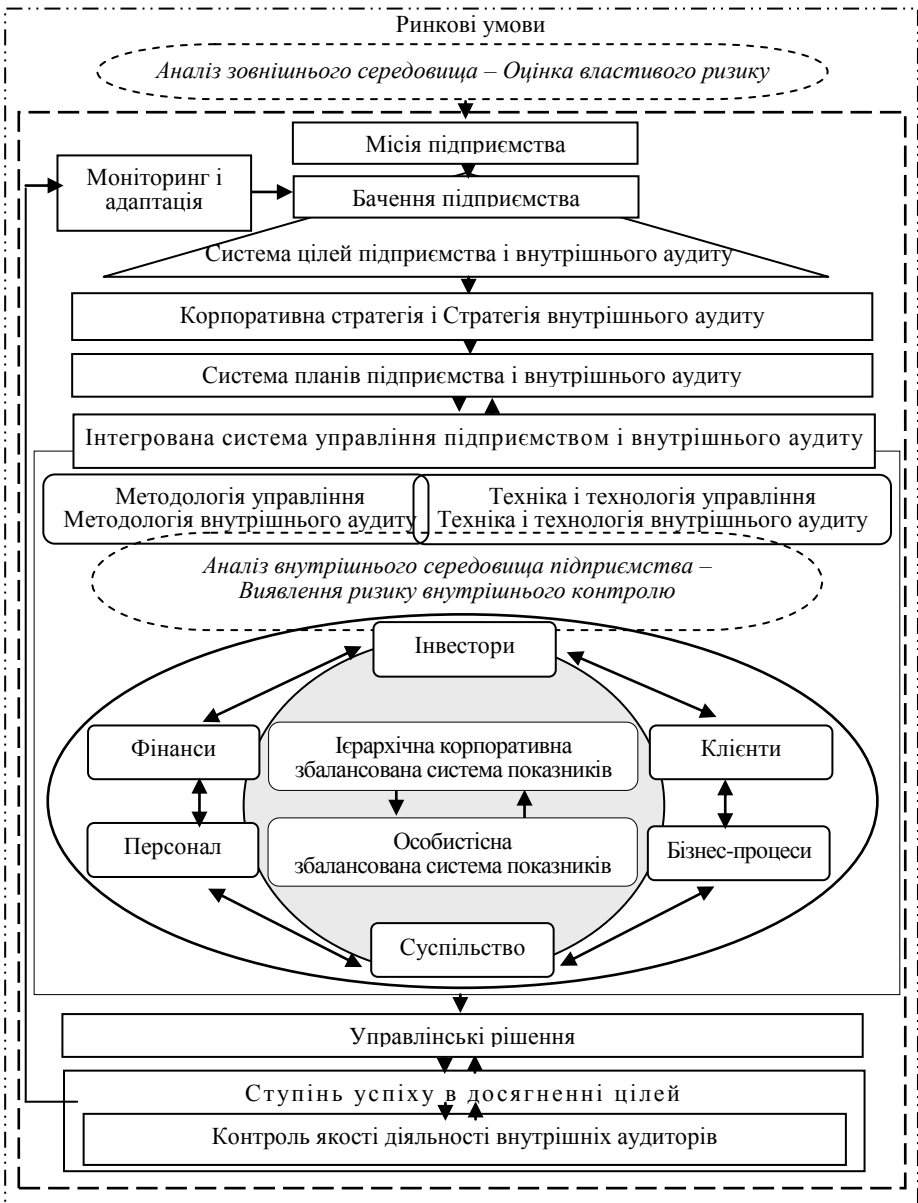 Ринкові умови
Аналіз зовнішнього середовища – Оцінка властивого ризику
Місія підприємства
Моніторинг і
адаптація
Бачення підприємства
Система цілей підприємства і внутрішнього аудиту
Корпоративна стратегія і Стратегія внутрішнього аудиту
Система планів підприємства і внутрішнього аудиту
Інтегрована система управління підприємством і внутрішнього аудиту
Методологія управління
Методологія внутрішнього аудиту
Техніка і технологія управління
Техніка і технологія внутрішнього аудиту
Аналіз внутрішнього середовища підприємства –
Виявлення ризику внутрішнього контролю
Інвестори
Фінанси
Ієрархічна корпоративна
збалансована система показників
Клієнти
Персонал
Особистісна
збалансована система показників
Бізнес-процеси
Суспільство
Управлінські рішення
Ступінь успіху в досягненні цілей
Контроль якості діяльності внутрішніх аудиторів